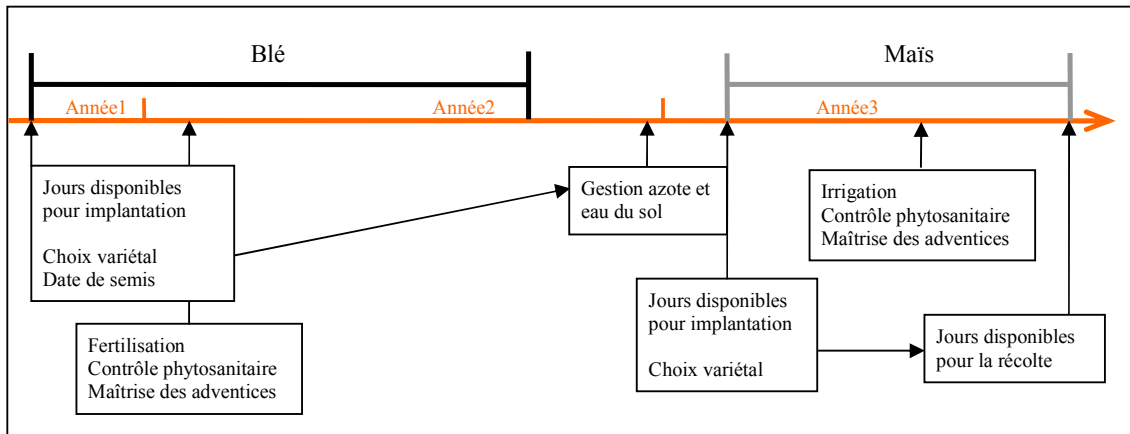 Blé
Maïs
Année1
Année2
Année3
Jours disponibles
pour implantation
Choix variétal
Date de semis
Fertilisation
Contrôle phytosanitaire
Maîtrise des adventices
Gestion azote et
eau du sol
Jours disponibles
pour implantation
Choix variétal
Irrigation
Contrôle phytosanitaire
Maîtrise des adventices
Jours disponibles
pour la récolte